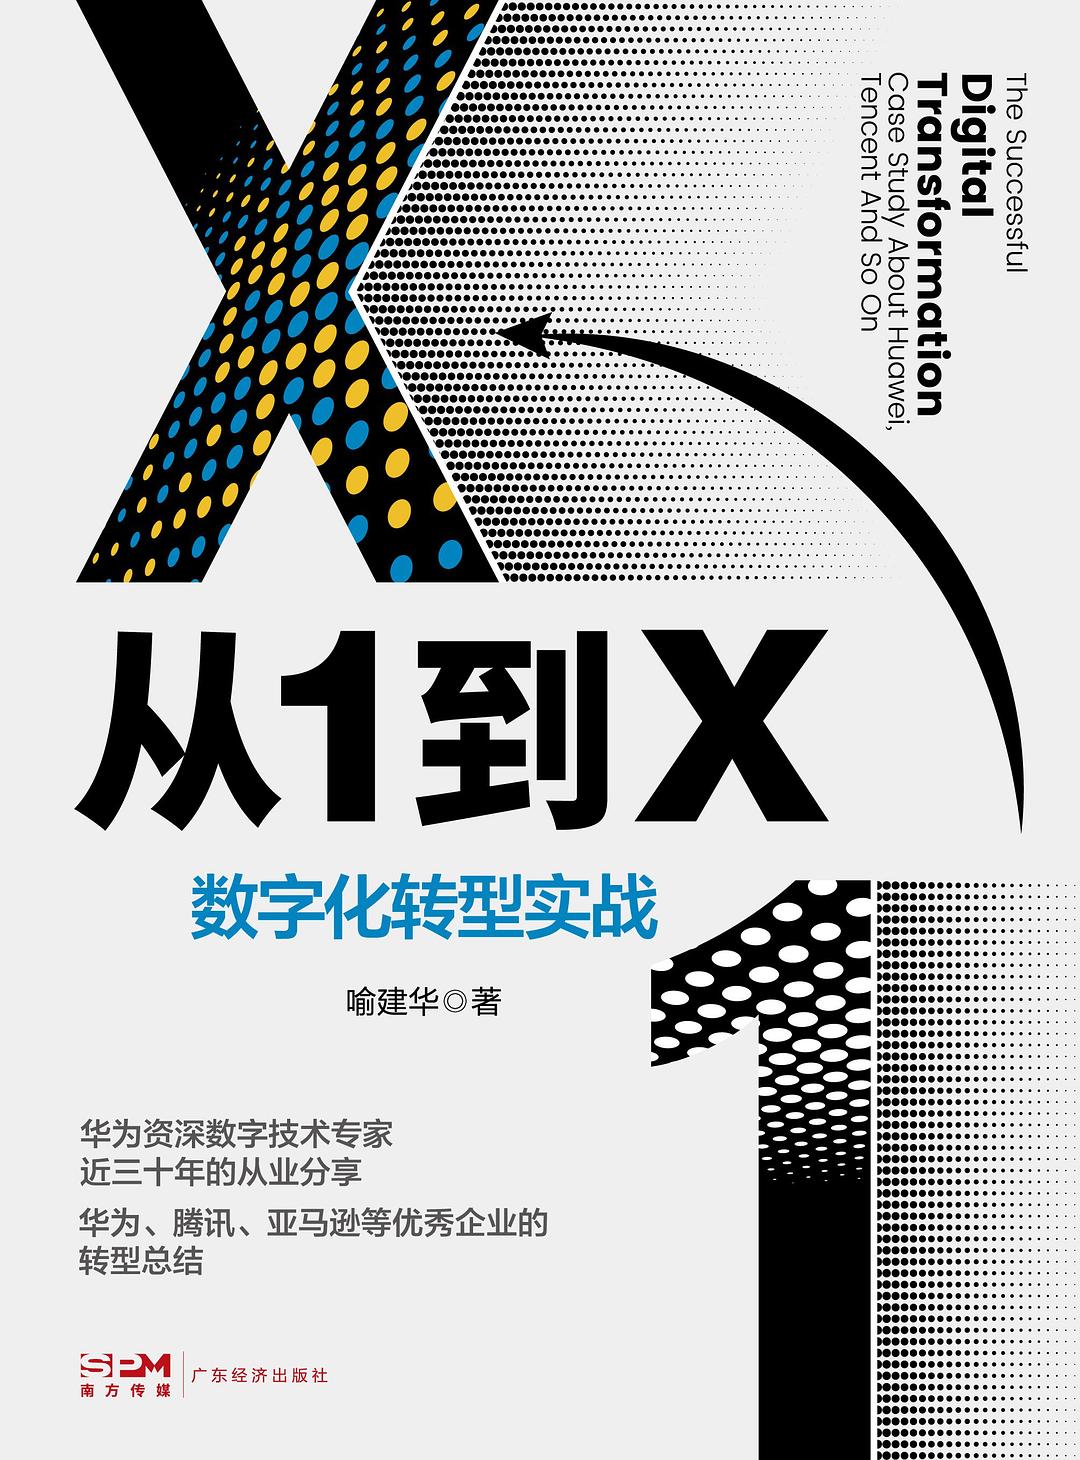 X
The Successful
Digital
Transformation
Case Study About Huawei,
Tencent And So On
从1到X
数字化转型实战
喻建华◎著
1
华为资深数字技术专家
近三十年的从业分享
华为、腾讯、亚马逊等优秀企业的
转型总结
SPM
南方传媒
广东经济出版社